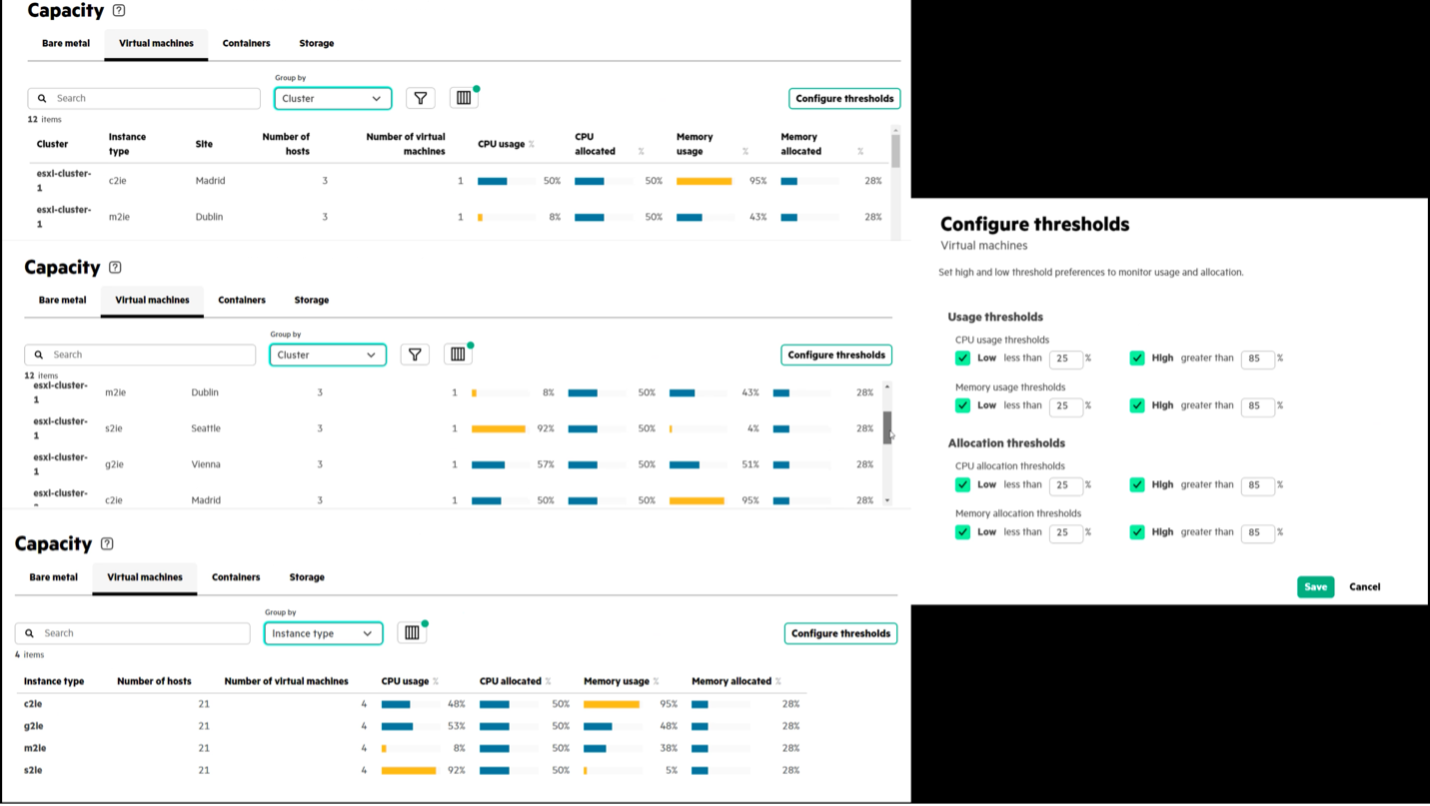 Capacity ?
Bare metal Virtual machines Containers Storage
Group by
Search Cluster Configure thresholds
12 items
Cluster Instance type Site Number of hosts Number of virtual machines CPU usage % CPU allocated % Memory usage % Memory allocated %
esxl-cluster-1 c2ie Madrid 3 1 50% 50% 95% 28%
esxl-cluster-1 m2ie Dublin 3 1 8% 50% 43% 28%
Capacity ?
Bare metal Virtual machines Containers Storage
Group by
Search Cluster Configure thresholds
12 items
esxl-cluster-1 m2ie Dublin 3 1 8% 50% 43% 28%
esxl-cluster-1 s2ie Seattle 3 1 92% 50% 4% 28%
esxl-cluster-1 g2ie Vienna 3 1 57% 50% 51% 28%
esxl-cluster- c2ie Madrid 3 1 50% 50% 95% 28%
Capacity ?
Bare metal Virtual machines Containers Storage
Group by
Search Instance type Configure thresholds
4 items
Instance type Number of hosts Number of virtual machines CPU usage % CPU allocated % Memory usage % Memory allocated %
c2ie 21 4 48% 50% 95% 28%
g2ie 21 4 53% 50% 48% 28%
m2ie 21 4 8% 50% 38% 28%
s2ie 21 4 92% 50% 5% 28%
Configure thresholds
Virtual machines
Set high and low threshold preferences to monitor usage and allocation.
Usage thresholds
CPU usage thresholds
Low less than 25 % High greater than 85 %
Memory usage thresholds
Low less than 25 % High greater than 85 %
Allocation thresholds
CPU allocation thresholds
Low less than 25 % High greater than 85 %
Memory allocation thresholds
Low less than 25 % High greater than 85 %
Save Cancel